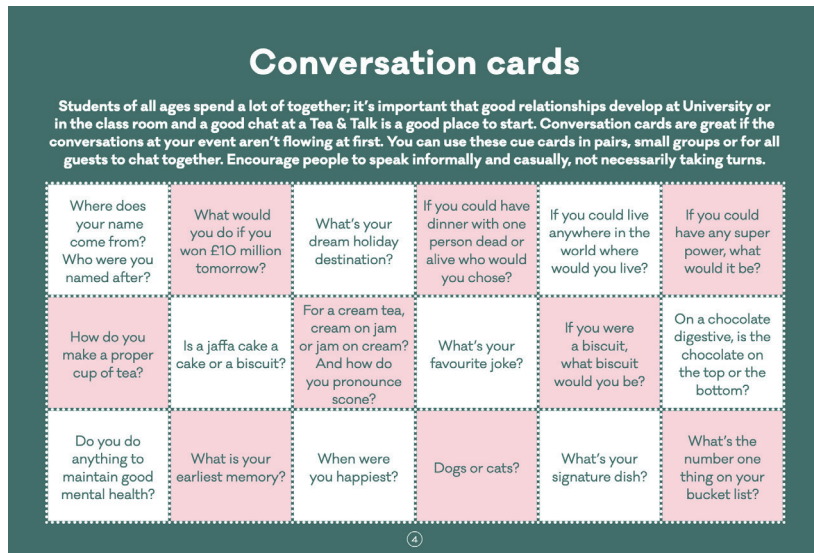 Conversation cards
Students of all ages spend a lot of together; it's important that good relationships develop at University or
in the class room and a good chat at a Tea & Talk is a good place to start. Conversation cards are great if the
conversations at your event aren't flowing at first. You can use these cue cards in pairs, small groups or for all
guests to chat together. Encourage people to speak informally and casually, not necessarily taking turns.
Where does
your name
come from?
Who were you
named after?
What would
you do if you
won £10 million
tomorrow?
What's your
dream holiday
destination?
If you could have
dinner with one
person dead or
alive who would
you chose?
If you could live
anywhere in the
world where
would you live?
If you could
have any super
power, what
would it be?
How do you
make a proper
cup of tea?
Is a jaffa cake a
cake or a biscuit?
For a cream tea,
cream on jam
or jam on cream?
And how do
you pronounce
scone?
What's your
favourite joke?
If you were
a biscuit,
what biscuit
would you be?
On a chocolate
digestive, is the
chocolate on
the top or the
bottom?
Do you do
anything to
maintain good
mental health?
What is your
earliest memory?
When were
you happiest?
Dogs or cats?
What's your
signature dish?
What's the
number one
thing on your
bucket list?
4